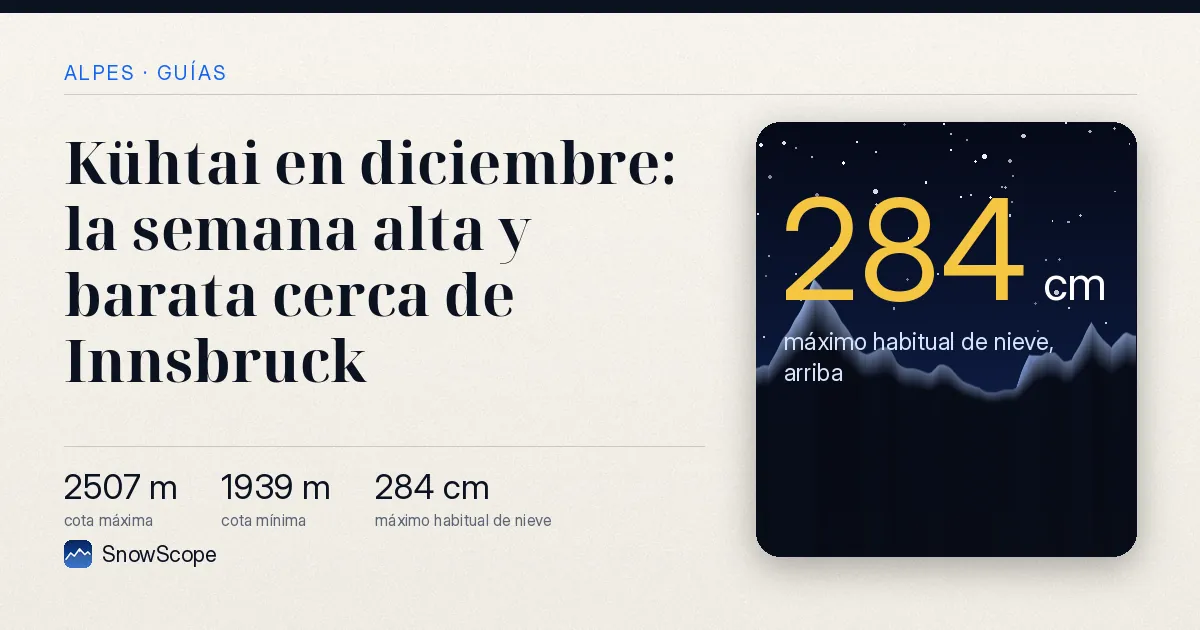 ALPES · GUÍAS
Kühtai en diciembre:
la semana alta y
barata cerca de
Innsbruck
284 cm
máximo habitual de nieve,
arriba
2507 m
cota máxima
1939 m
cota mínima
284 cm
máximo habitual de nieve
SnowScope